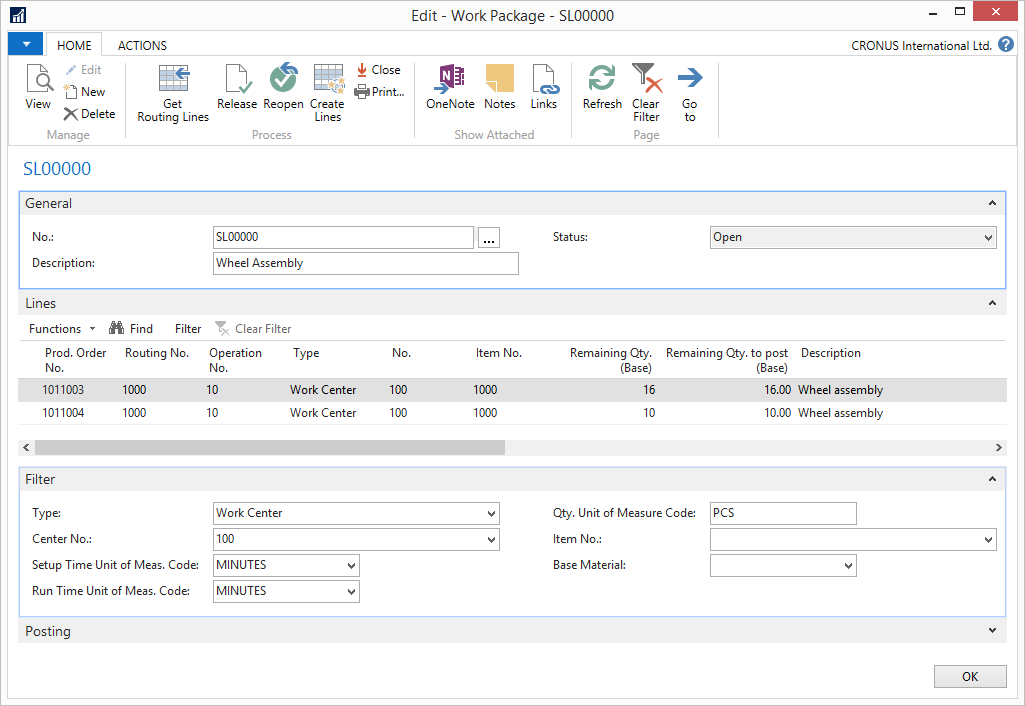 Edit - Work Package - SL00000
HOME ACTIONS CRONUS International Ltd. ?
View Edit New Delete
Get Routing Lines Release Reopen Create Lines Close Print...
OneNote Notes Links
Refresh Clear Filter Go to
Manage Process Show Attached Page
SL00000
General
No.: SL00000 ... Status: Open
Description: Wheel Assembly
Lines
Functions Find Filter Clear Filter
Prod. Order No. Routing No. Operation No. Type No. Item No. Remaining Qty. (Base) Remaining Qty. to post (Base) Description
1011003 1000 10 Work Center 100 1000 16 16.00 Wheel assembly
1011004 1000 10 Work Center 100 1000 10 10.00 Wheel assembly
Filter
Type: Work Center Qty. Unit of Measure Code: PCS
Center No.: 100 Item No.:
Setup Time Unit of Meas. Code: MINUTES Base Material:
Run Time Unit of Meas. Code: MINUTES
Posting
OK